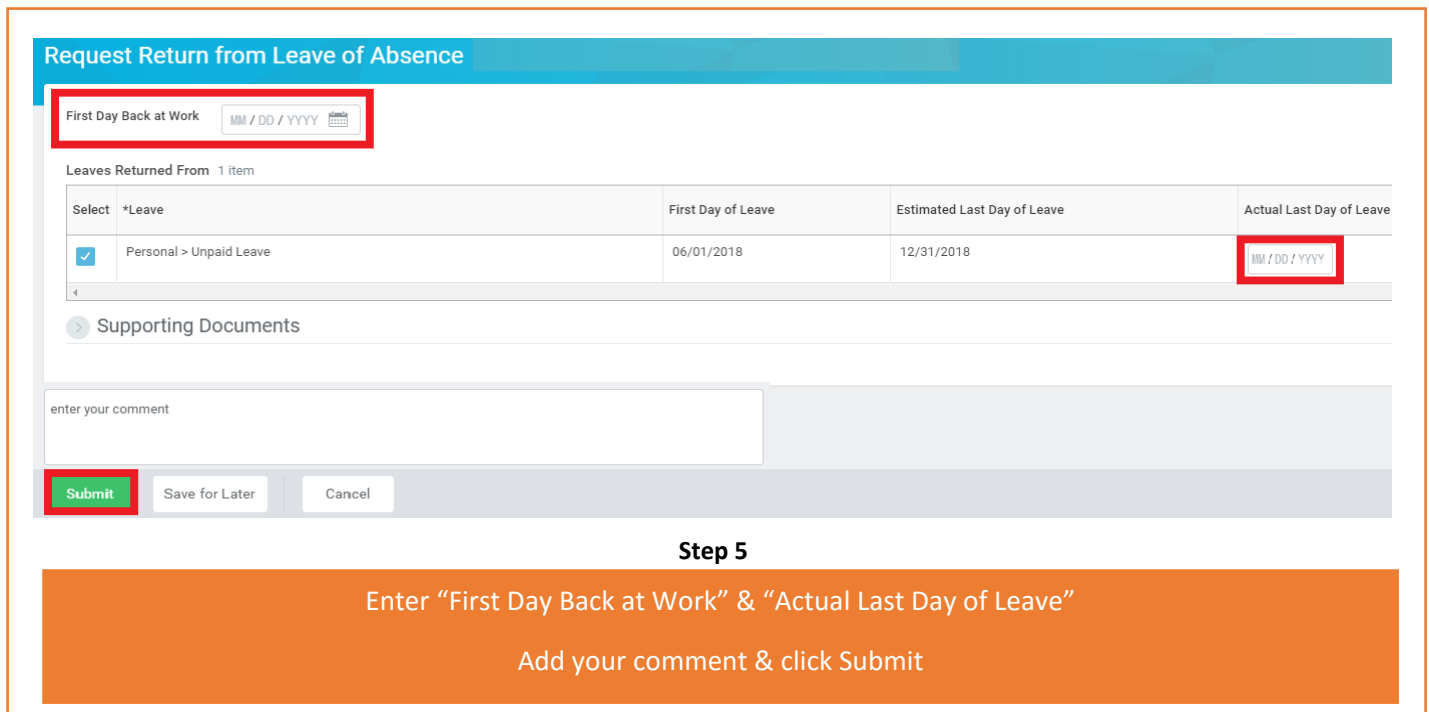 Request Return from Leave of Absence
First Day Back at Work MM / DD / YYYY
Leaves Returned From 1 item
Select *Leave First Day of Leave Estimated Last Day of Leave Actual Last Day of Leave
Personal > Unpaid Leave 06/01/2018 12/31/2018 MM / DD / YYYY
Supporting Documents
enter your comment
Submit Save for Later Cancel
Step 5
Enter “First Day Back at Work” & “Actual Last Day of Leave”
Add your comment & click Submit